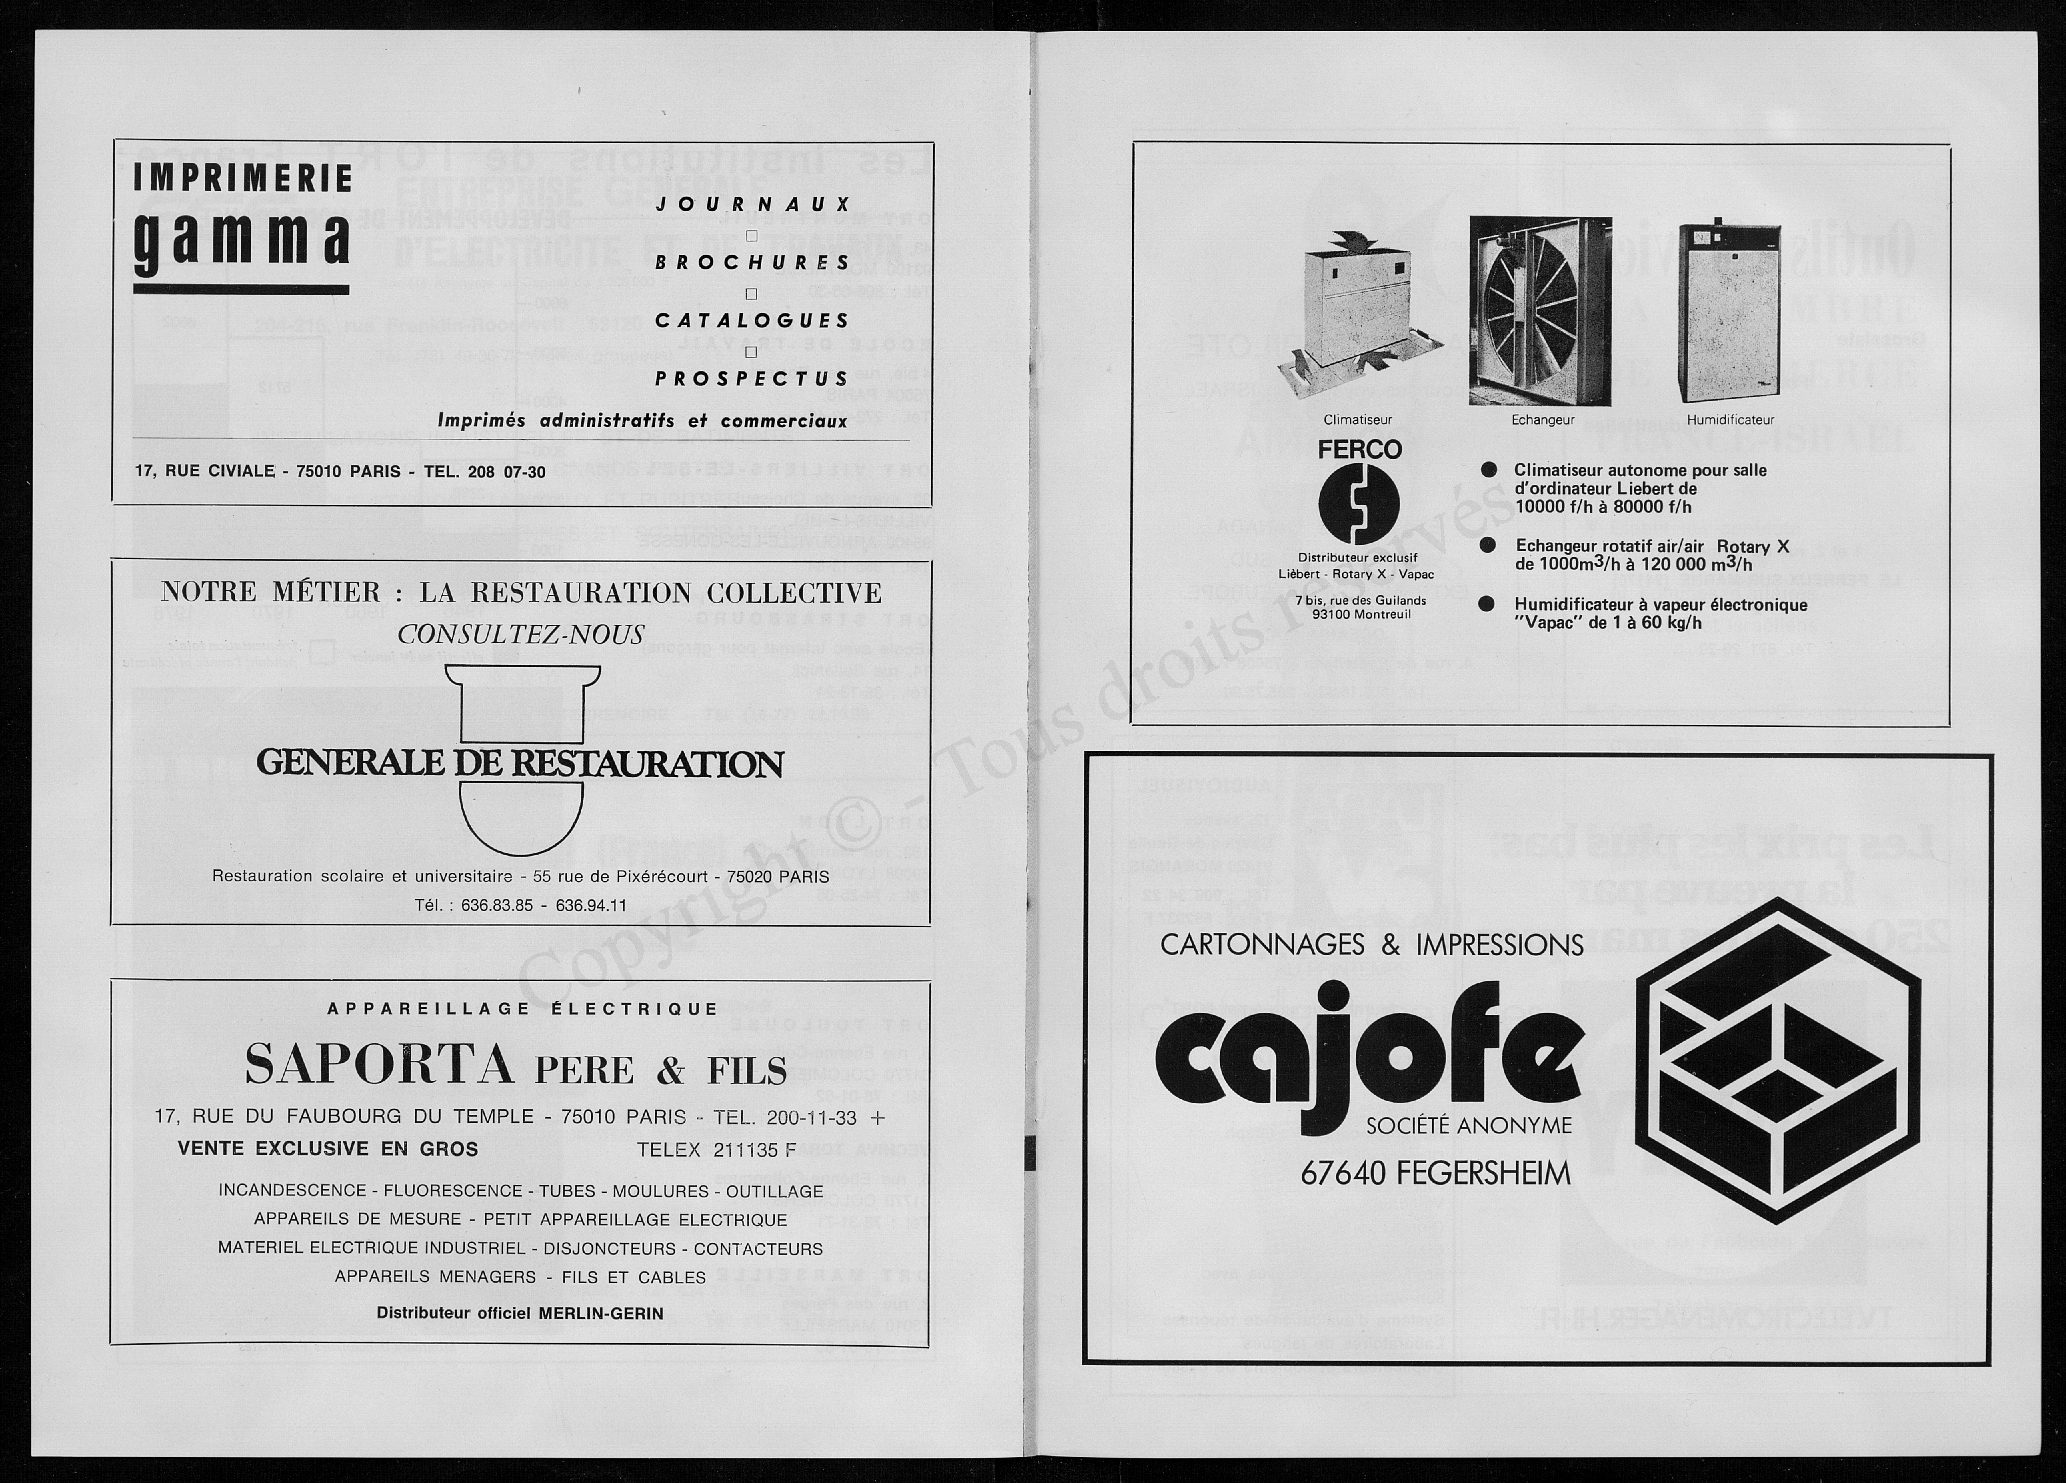 IMPRIMERIE
gamma
JOURNAUX
BROCHURES
CATALOGUES
PROSPECTUS
Imprimés administratifs et commerciaux
17, RUE CIVIALE - 75010 PARIS - TEL. 208 07-30
NOTRE MÉTIER : LA RESTAURATION COLLECTIVE
CONSULTEZ-NOUS
GENERALE DE RESTAURATION
Restauration scolaire et universitaire - 55 rue de Pixérécourt - 75020 PARIS
Tél. : 636.83.85 - 636.94.11
APPAREILLAGE ÉLECTRIQUE
SAPORTA PERE & FILS
17, RUE DU FAUBOURG DU TEMPLE - 75010 PARIS - TEL. 200-11-33 +
VENTE EXCLUSIVE EN GROS TELEX 211135 F
INCANDESCENCE - FLUORESCENCE - TUBES - MOULURES - OUTILLAGE
APPAREILS DE MESURE - PETIT APPAREILLAGE ELECTRIQUE
MATERIEL ELECTRIQUE INDUSTRIEL - DISJONCTEURS - CONTACTEURS
APPAREILS MENAGERS - FILS ET CABLES
Distributeur officiel MERLIN-GERIN
Climatiseur Echangeur Humidificateur
FERCO
Distributeur exclusif
Lièbert - Rotary X - Vapac
7 bis, rue des Guilands
93100 Montreuil
● Climatiseur autonome pour salle
d'ordinateur Liebert de
10000 f/h à 80000 f/h
● Echangeur rotatif air/air Rotary X
de 1000m3/h à 120 000 m3/h
● Humidificateur à vapeur électronique
"Vapac" de 1 à 60 kg/h
CARTONNAGES & IMPRESSIONS
cajofe
SOCIÉTÉ ANONYME
67640 FEGERSHEIM
Copyright © - Tous droits reservés